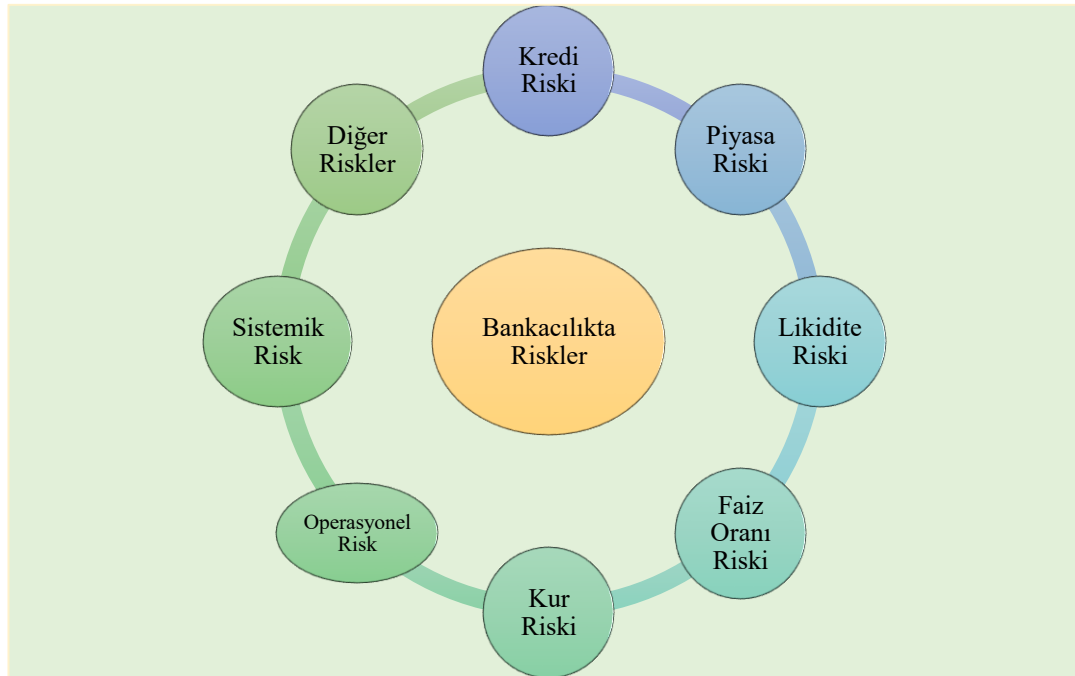 Kredi
Riski
Piyasa
Riski
Likidite
Riski
Faiz
Oranı
Riski
Kur
Riski
Operasyonel
Risk
Sistemik
Risk
Diğer
Riskler
Bankacılıkta
Riskler